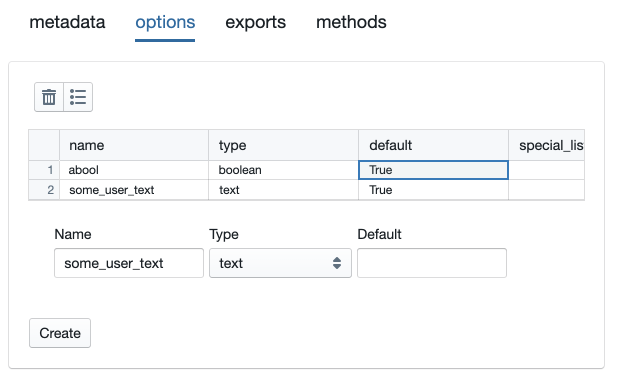 metadata options exports methods
name type default special_lis
1 abool boolean True
2 some_user_text text True
Name Type Default
some_user_text text
Create